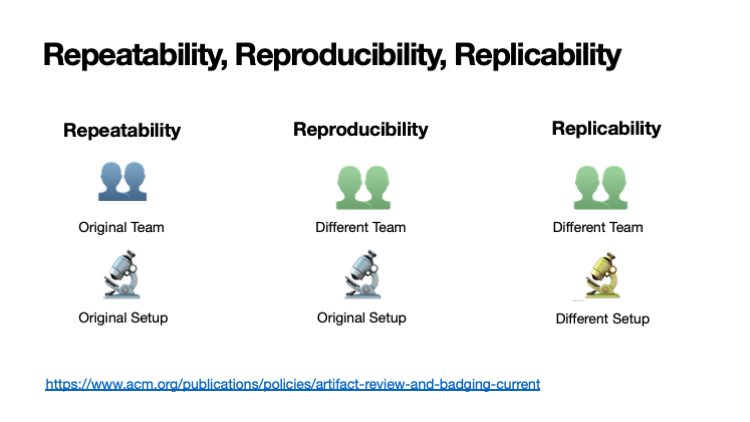 Repeatability, Reproducibility, Replicability
Repeatability
Reproducibility
Replicability
Original Team
Different Team
Different Team
Original Setup
Original Setup
Different Setup
https://www.acm.org/publications/policies/artifact-review-and-badging-current